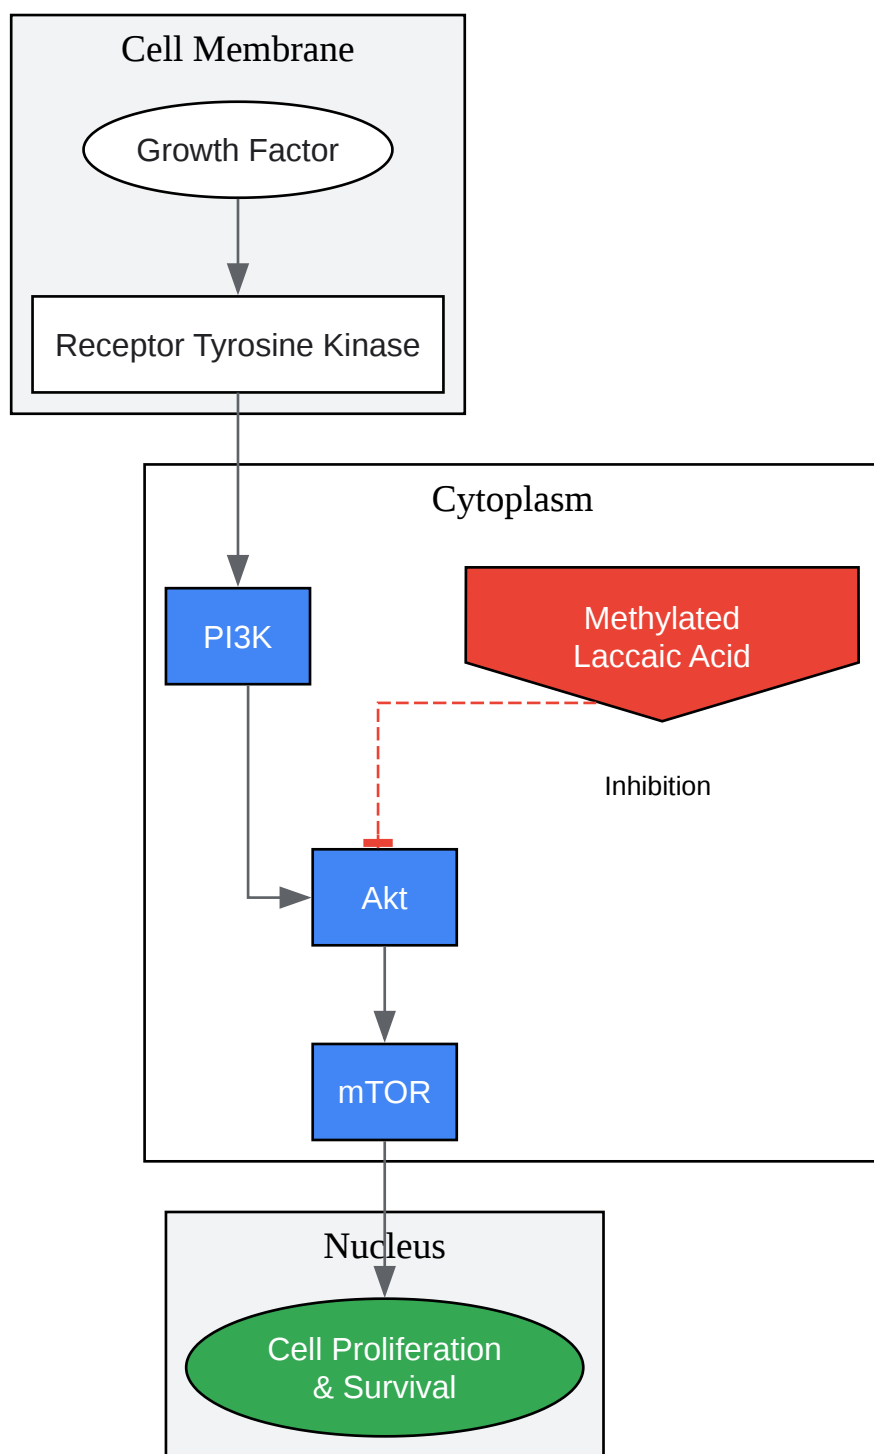 Cell Membrane
Growth Factor
Receptor Tyrosine Kinase
Cytoplasm
PI3K
Methylated
Laccaic Acid
Inhibition
Akt
mTOR
Nucleus
Cell Proliferation
& Survival